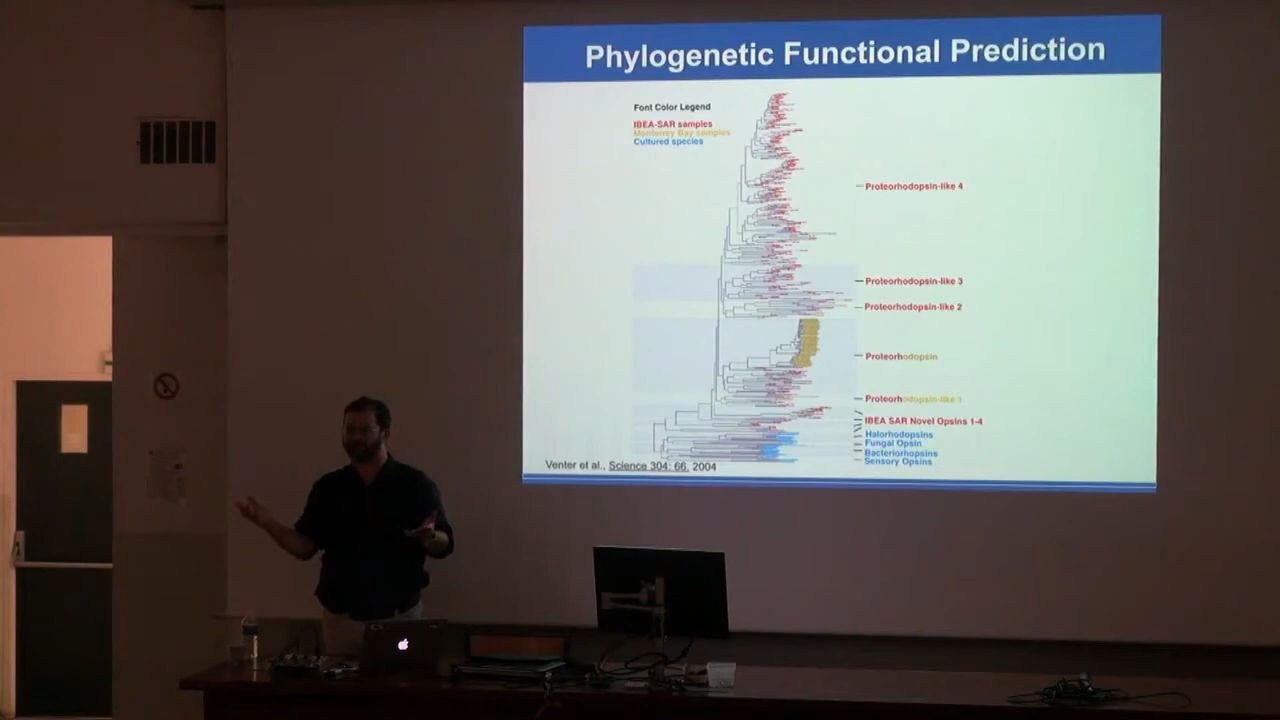 Phylogenetic Functional Prediction
Font Color Legend
IBEA-SAR samples
Monterrey Bay samples
Cultured species
Proteorhodopsin-like 4
Proteorhodopsin-like 3
Proteorhodopsin-like 2
Proteorhodopsin
Proteorhodopsin-like 1
IBEA SAR Novel Opsins 1-4
Halorhodopsins
Fungal Opsin
Bacteriorhopsins
Sensory Opsins
Venter et al., Science 304: 66, 2004